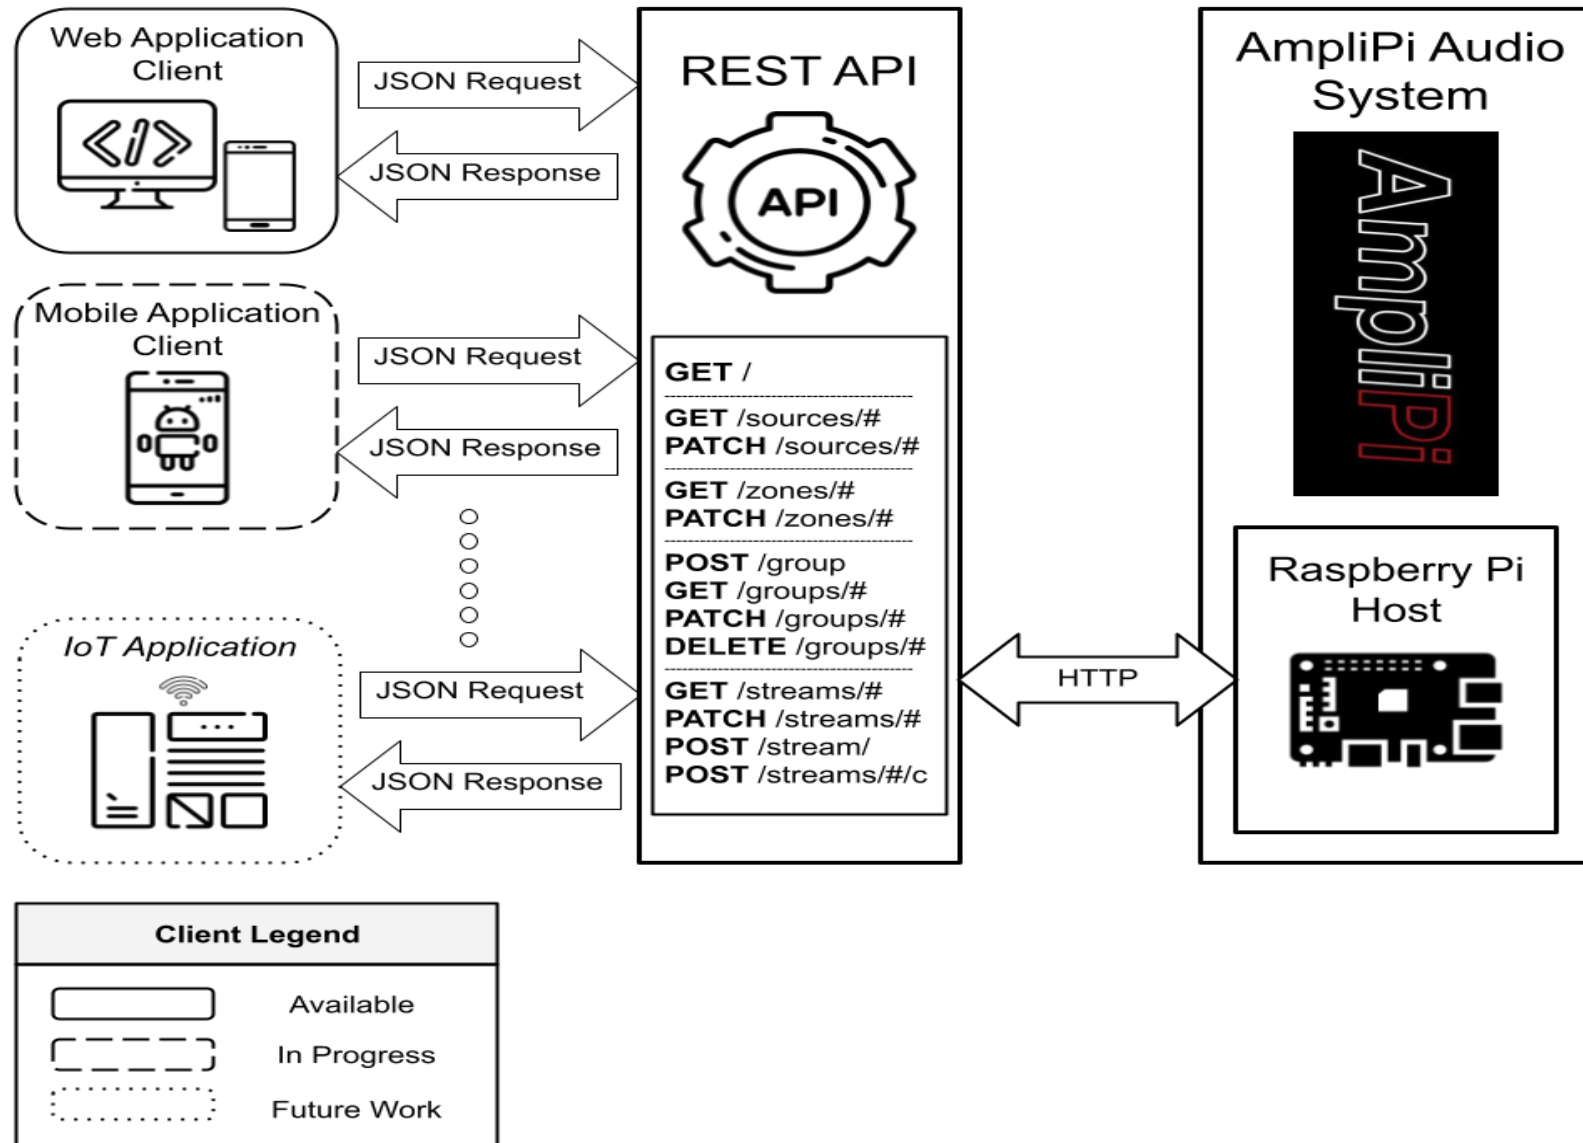 Web Application
Client
JSON Request
JSON Response
Mobile Application
Client
JSON Request
JSON Response
IoT Application
JSON Request
JSON Response
REST API
API
GET /
GET /sources/#
PATCH /sources/#
GET /zones/#
PATCH /zones/#
POST /group
GET /groups/#
PATCH /groups/#
DELETE /groups/#
GET /streams/#
PATCH /streams/#
POST /stream/
POST /streams/#/c
HTTP
AmpliPi Audio
System
AmpliPi
Raspberry Pi
Host
Client Legend
Available
In Progress
Future Work